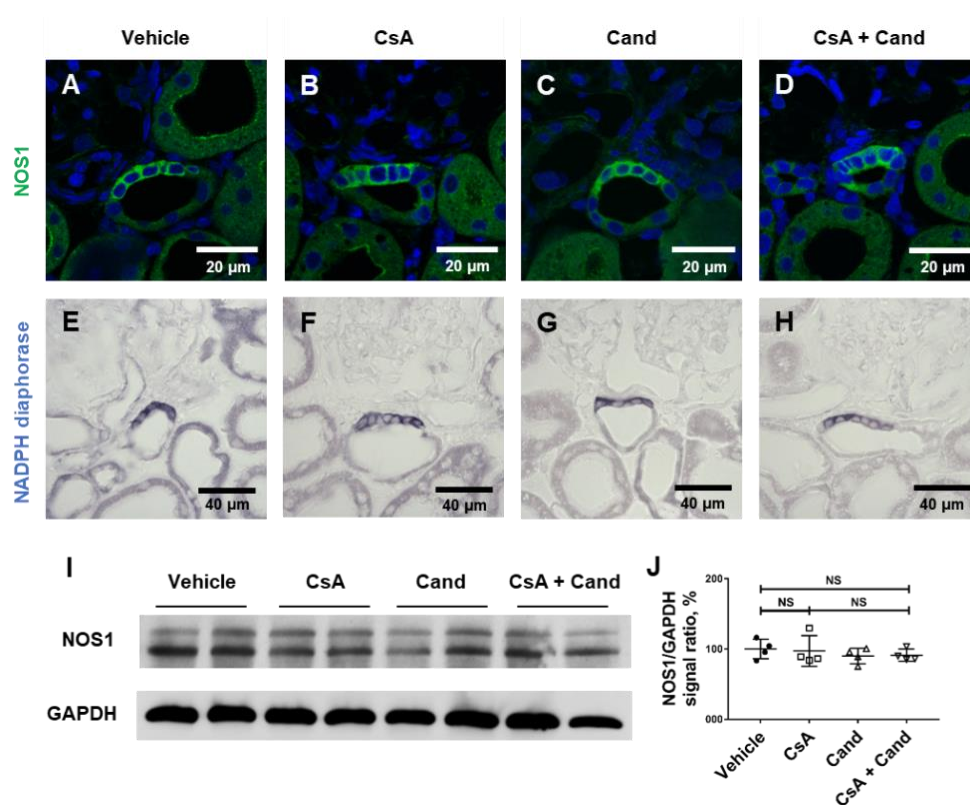 Vehicle
CsA
Cand
CsA + Cand
NOS1
A
B
C
D
20 µm
20 µm
20 µm
20 µm
NADPH diaphorase
E
F
G
H
40 µm
40 µm
40 µm
40 µm
I
Vehicle
CsA
Cand
CsA + Cand
NOS1
GAPDH
J
NOS1/GAPDH
signal ratio, %
200
100
000
NS
NS
NS
Vehicle
CsA
Cand
CsA + Cand